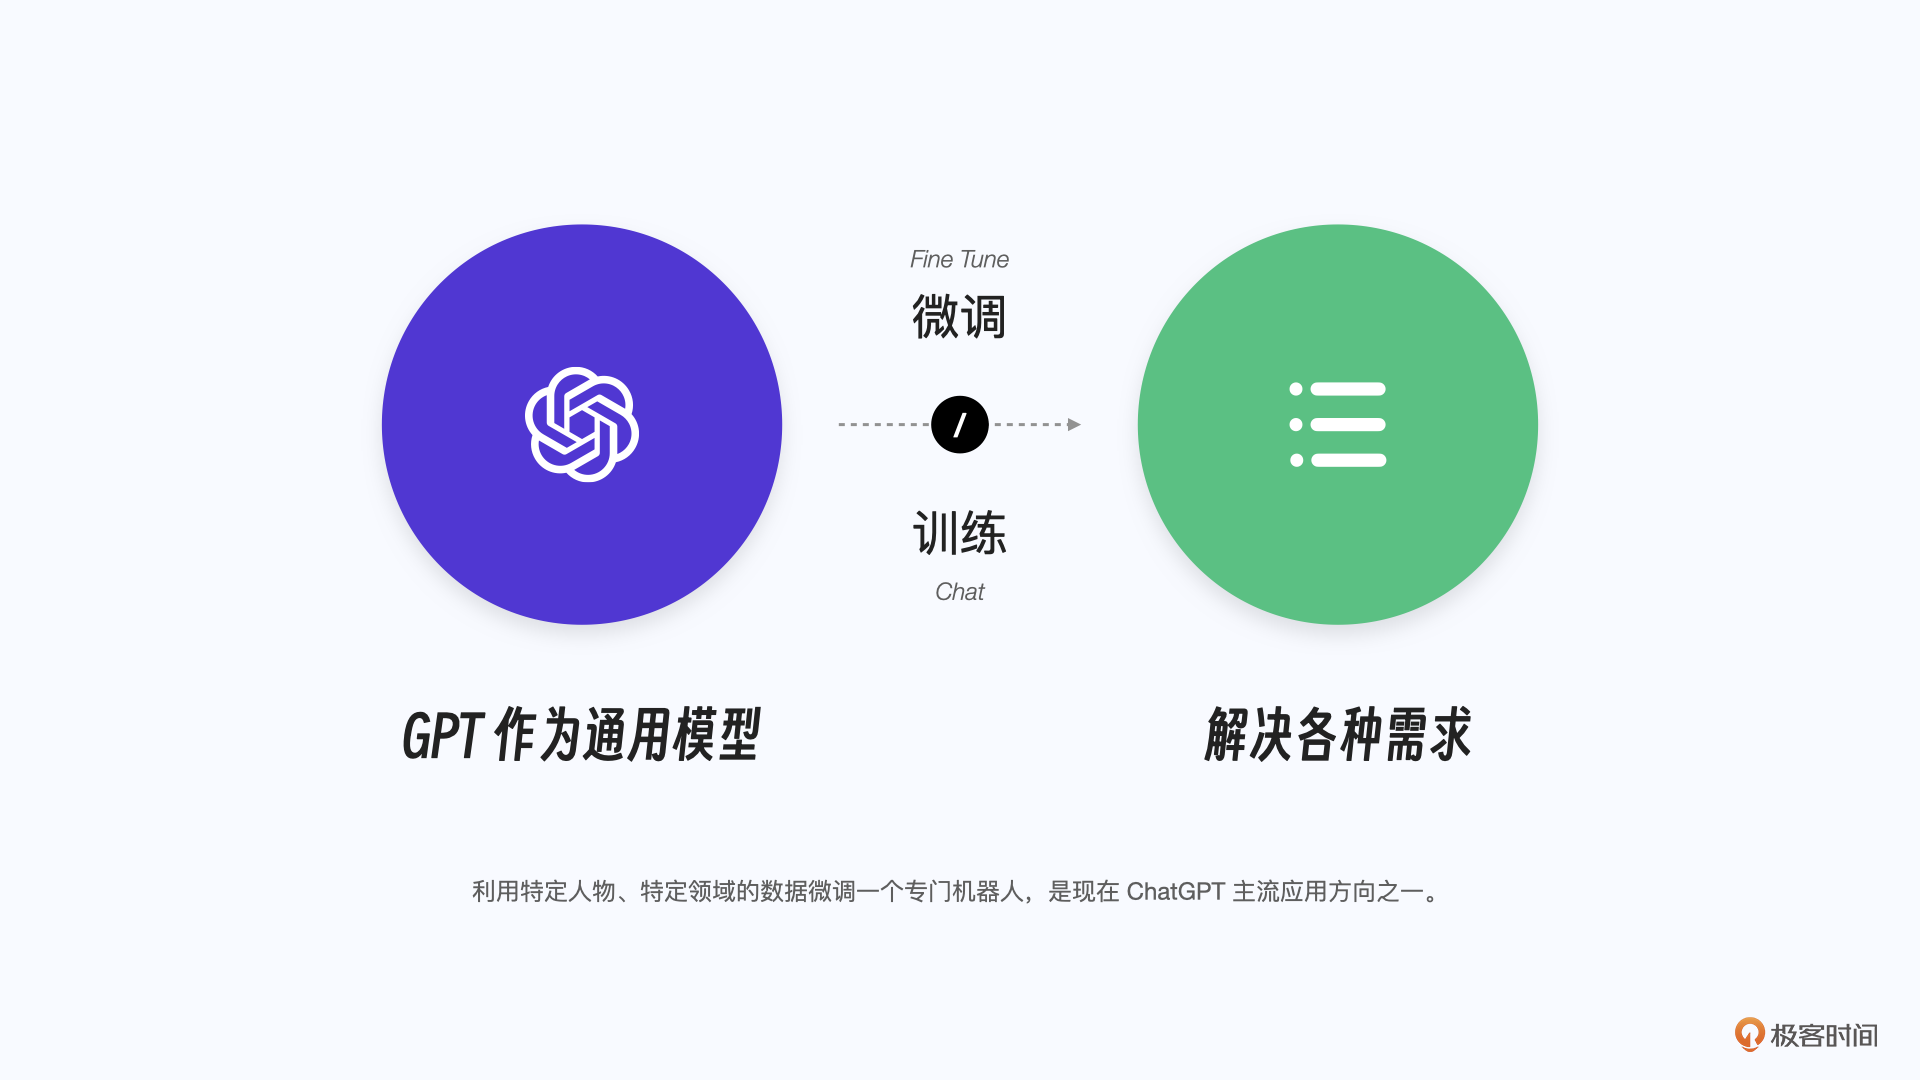 Fine Tune
微调
/
训练
Chat
GPT 作为通用模型
解决各种需求
利用特定人物、特定领域的数据微调一个专门机器人，是现在 ChatGPT 主流应用方向之一。
极客时间